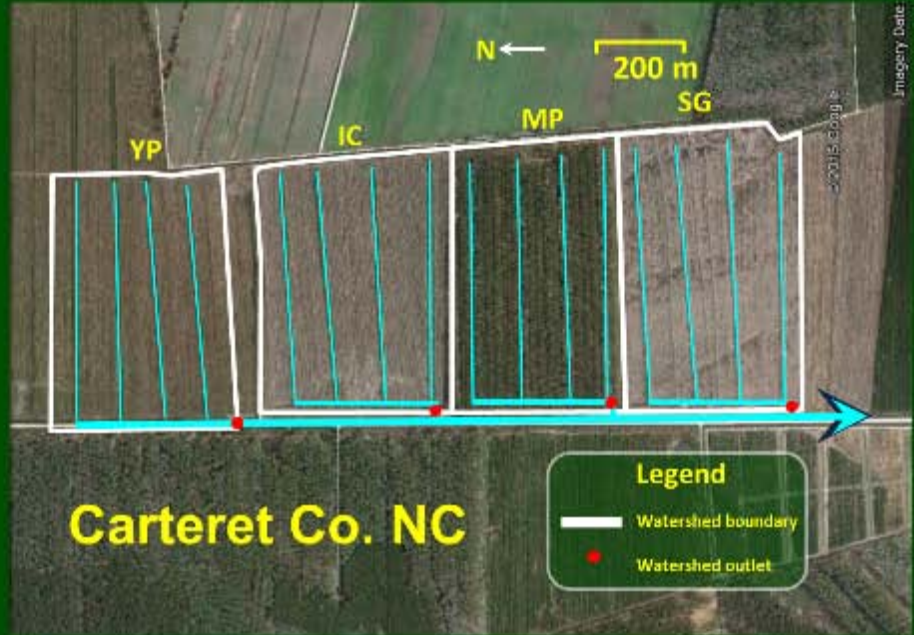 Imagery Date:
N
200 m
SG
MP
IC
YP
© 2015 Google
Carteret Co. NC
Legend
Watershed boundary
Watershed outlet